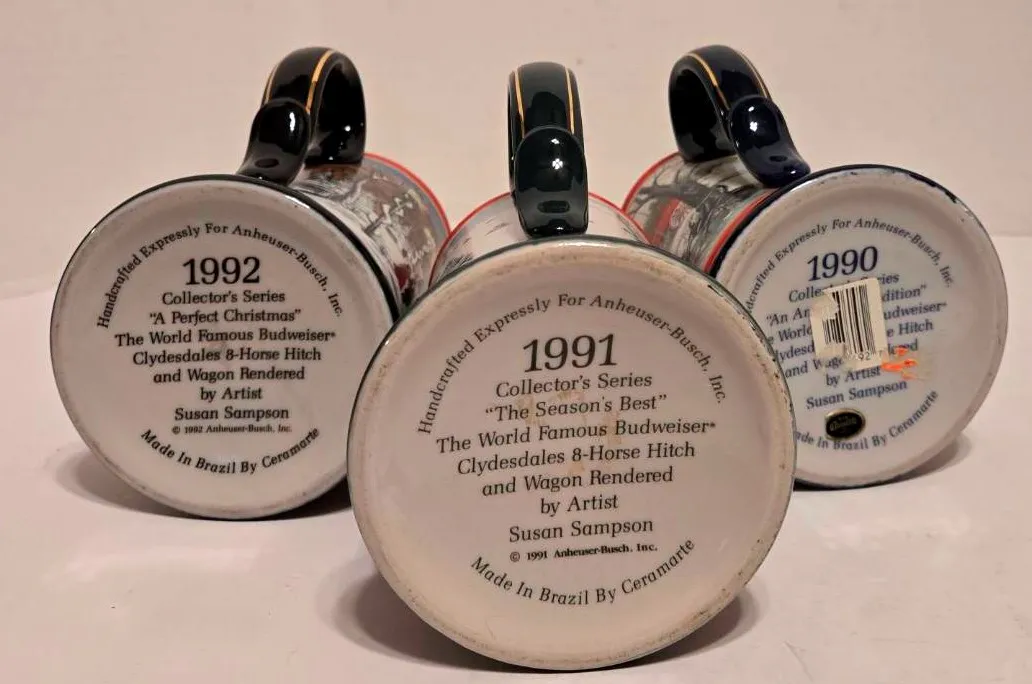 Handcrafted Expressly For Anheuser-Busch, Inc.
1992
Collector's Series
"A Perfect Christmas"
The World Famous Budweiser®
Clydesdales 8-Horse Hitch
and Wagon Rendered
by Artist
Susan Sampson
© 1992 Anheuser-Busch, Inc.
Made In Brazil By Ceramarte
Handcrafted Expressly For Anheuser-Busch, Inc.
1991
Collector's Series
"The Season's Best"
The World Famous Budweiser®
Clydesdales 8-Horse Hitch
and Wagon Rendered
by Artist
Susan Sampson
© 1991 Anheuser-Busch, Inc.
Made In Brazil By Ceramarte
Expressly For Anheuser-Busch, Inc.
1990
"An
Hitch
and
by Artist
Susan Sampson
In Brazil By Ceramarte